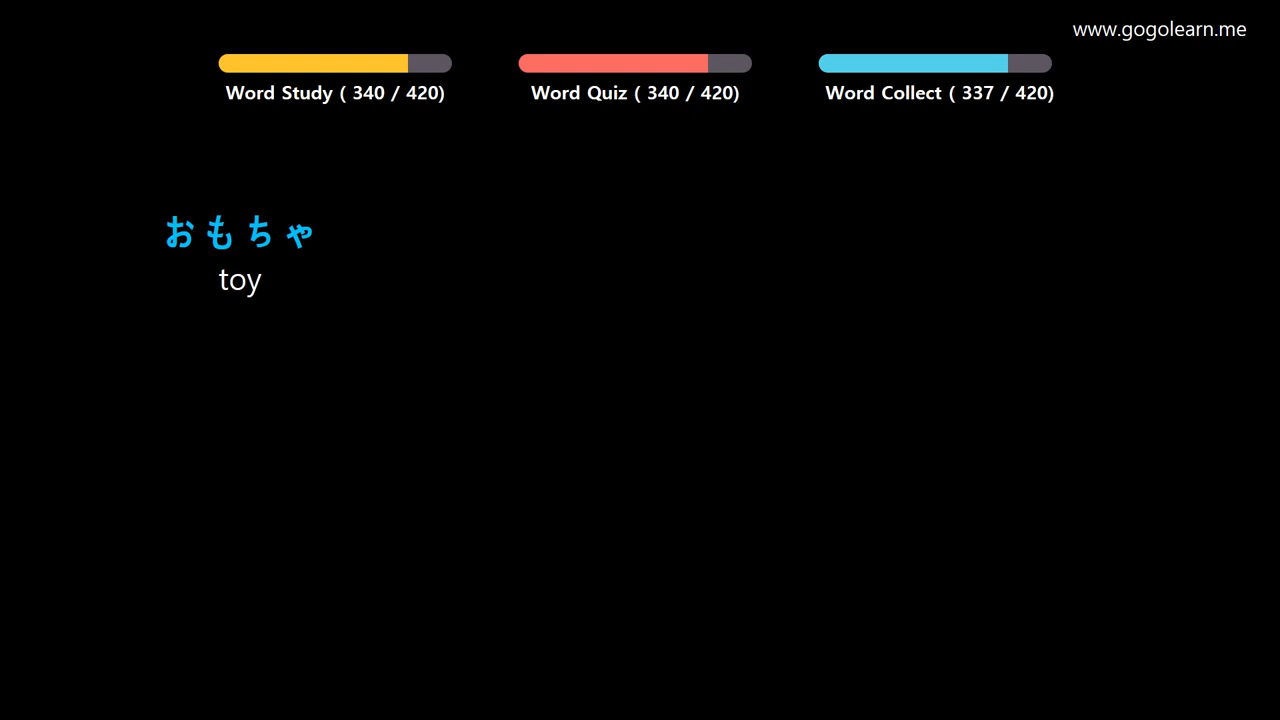 www.gogolearn.me
Word Study ( 340 / 420)
Word Quiz ( 340 / 420)
Word Collect ( 337 / 420)
おもちゃ
toy